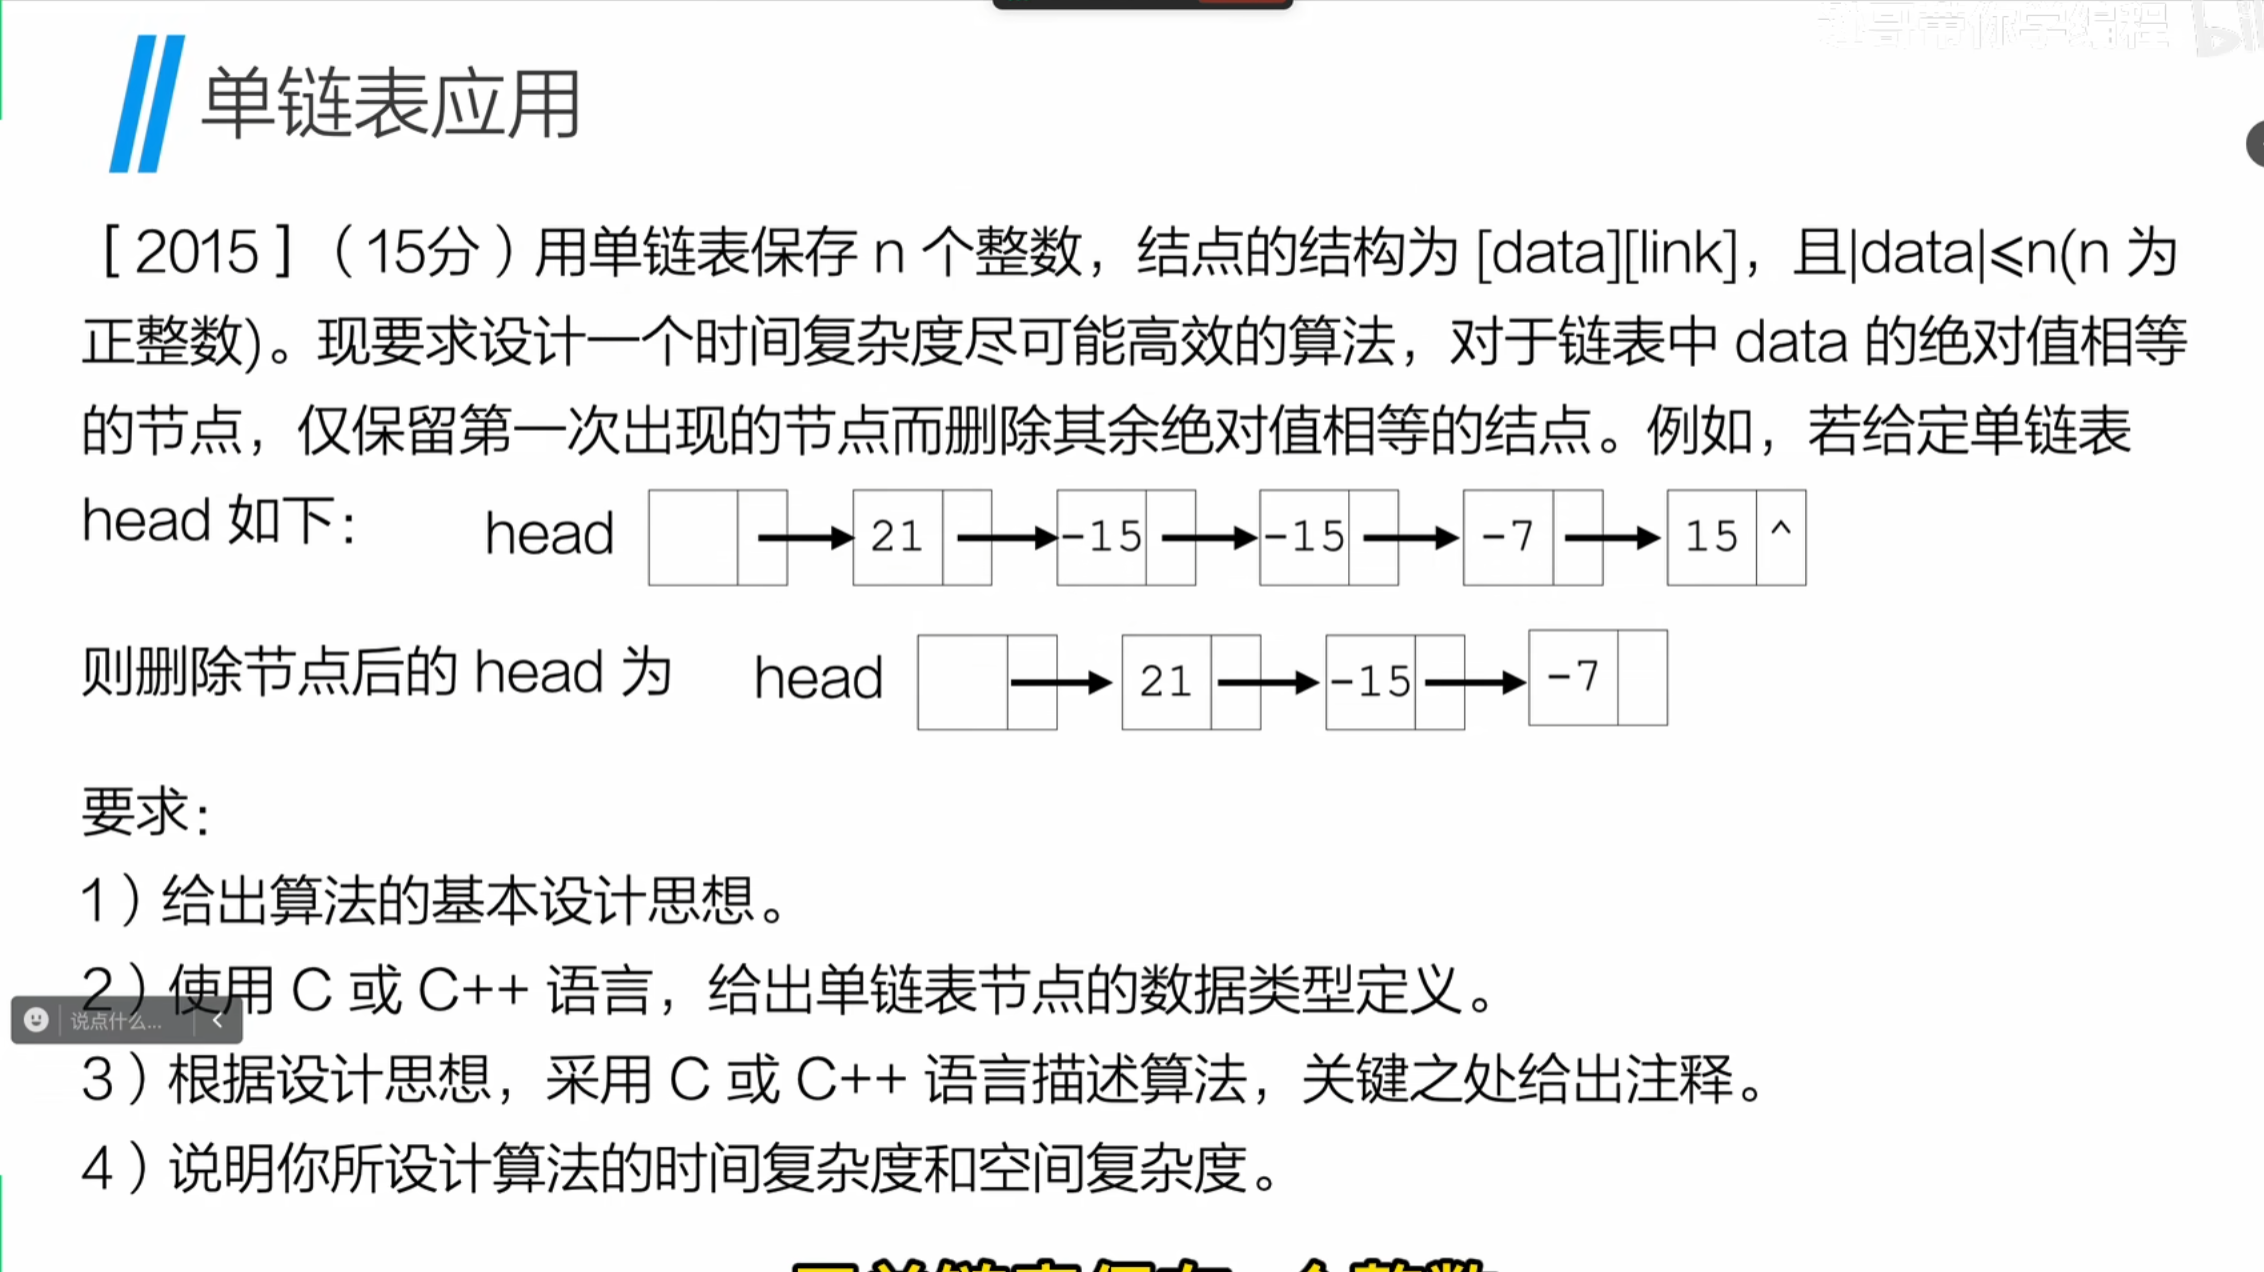 单链表应用
[ 2015 ]（15分）用单链表保存 n 个整数，结点的结构为 [data][link]，且|data|≤n(n 为
正整数)。现要求设计一个时间复杂度尽可能高效的算法，对于链表中 data 的绝对值相等
的节点，仅保留第一次出现的节点而删除其余绝对值相等的结点。例如，若给定单链表
head 如下： head 21 -15 -15 -7 15 ^
则删除节点后的 head 为 head 21 -15 -7
要求：
1）给出算法的基本设计思想。
2）使用 C 或 C++ 语言，给出单链表节点的数据类型定义。
说点什么...
3）根据设计思想，采用 C 或 C++ 语言描述算法，关键之处给出注释。
4）说明你所设计算法的时间复杂度和空间复杂度。